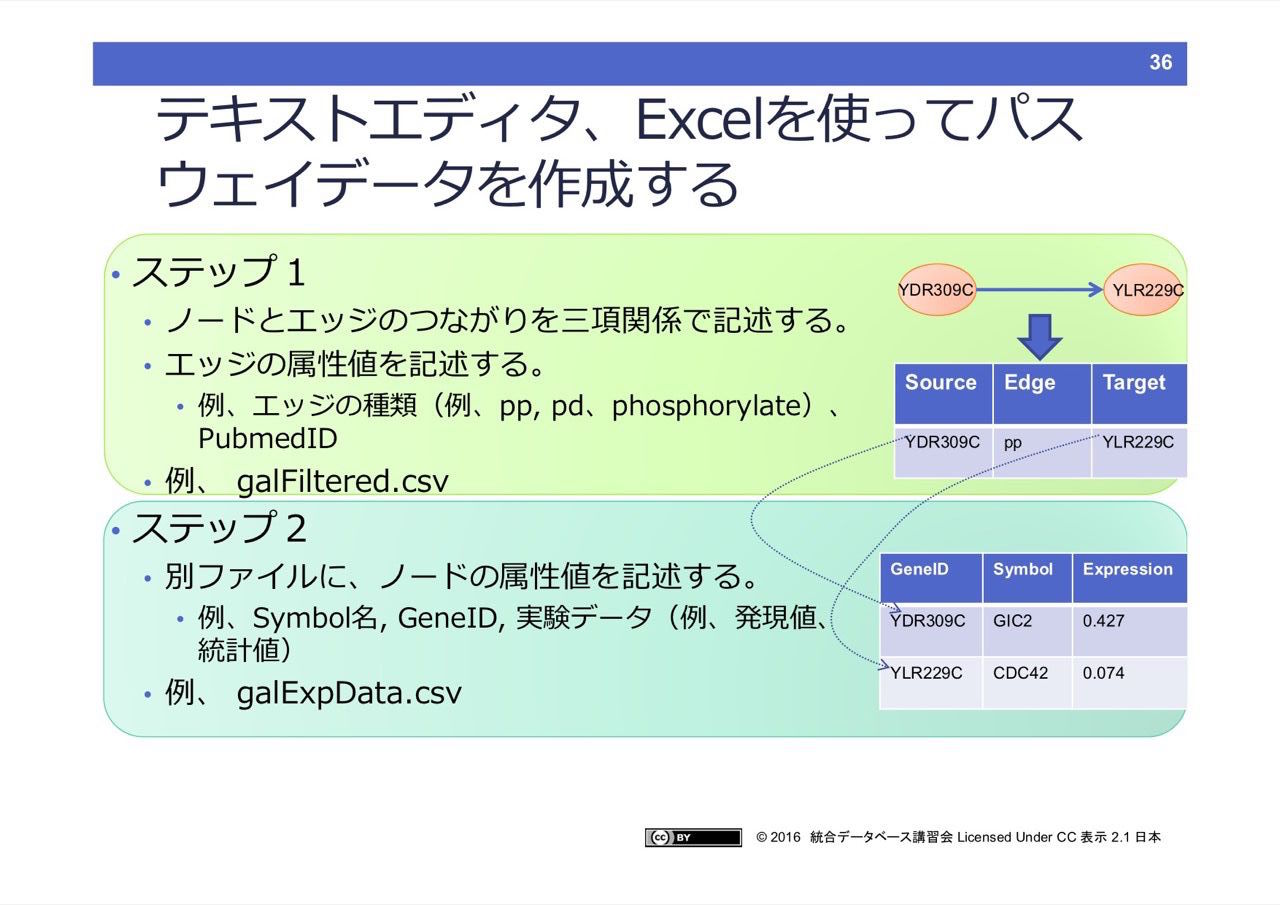 36
テキストエディタ、Excelを使ってパス
ウェイデータを作成する
• ステップ 1
• ノードとエッジのつながりを三項関係で記述する。
• エッジの属性値を記述する。
• 例、エッジの種類（例、pp, pd、phosphorylate）、
PubmedID
• 例、 galFiltered.csv
YDR309C YLR229C
Source Edge Target
YDR309C pp YLR229C
• ステップ 2
• 別ファイルに、ノードの属性値を記述する。
• 例、Symbol名, GeneID, 実験データ（例、発現値、
統計値）
• 例、 galExpData.csv
GeneID Symbol Expression
YDR309C GIC2 0.427
YLR229C CDC42 0.074
cc BY © 2016 統合データベース講習会 Licensed Under CC 表示 2.1 日本